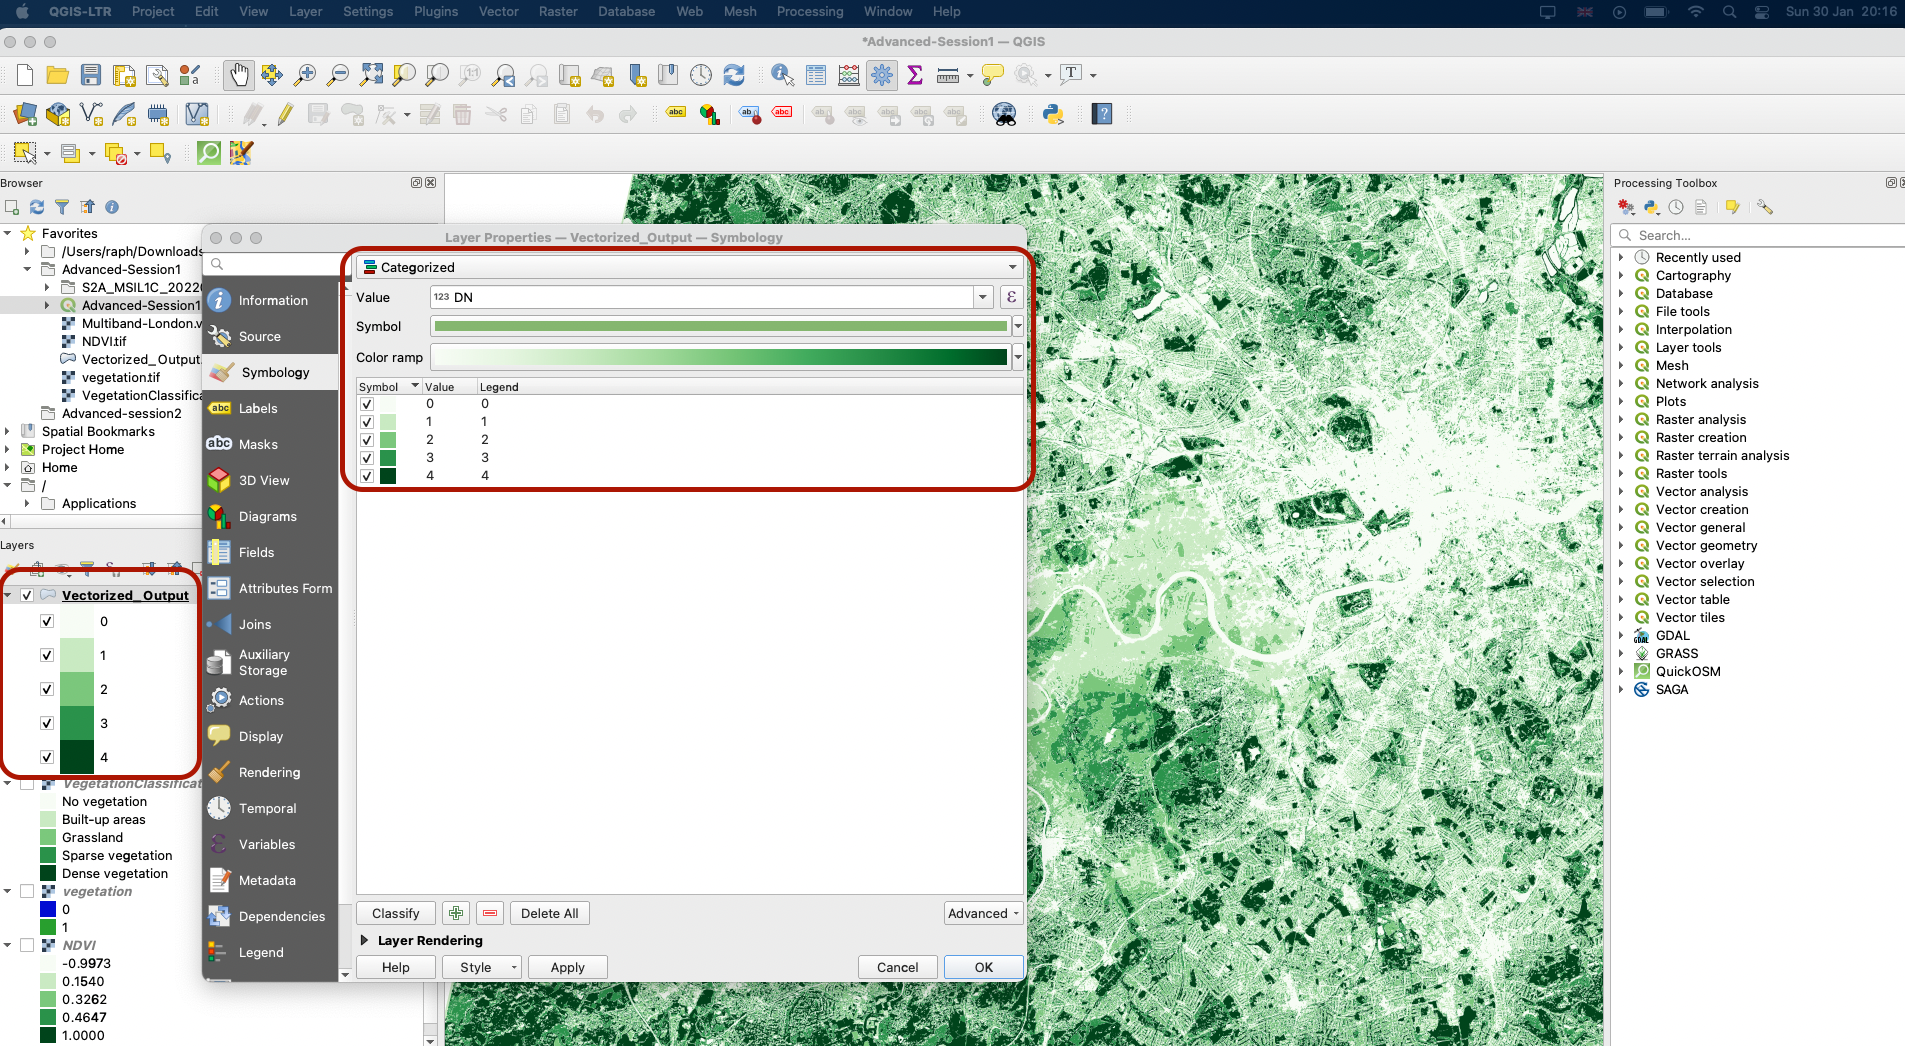 QGIS-LTR Project Edit View Layer Settings Plugins Vector Raster Database Web Mesh Processing Window Help Sun 30 Jan 20:16
*Advanced-Session1 — QGIS
Browser
Favorites
/Users/raph/Downloads
Advanced-Session1
S2A_MSIL1C_2022
Advanced-Session1
Multiband-London.v
NDVI.tif
Vectorized_Output
vegetation.tif
VegetationClassific
Advanced-session2
Spatial Bookmarks
Project Home
Home
/
Applications
Layers
Vectorized_Output
0
1
2
3
4
VegetationClassificat
No vegetation
Built-up areas
Grassland
Sparse vegetation
Dense vegetation
vegetation
0
1
NDVI
-0.9973
0.1540
0.3262
0.4647
1.0000
Layer Properties — Vectorized_Output — Symbology
Information
Source
Symbology
Labels
Masks
3D View
Diagrams
Fields
Attributes Form
Joins
Auxiliary
Storage
Actions
Display
Rendering
Temporal
Variables
Metadata
Dependencies
Legend
Categorized
Value 123 DN
Symbol
Color ramp
Symbol Value Legend
0 0
1 1
2 2
3 3
4 4
Classify Delete All Advanced
Layer Rendering
Help Style Apply Cancel OK
Processing Toolbox
Search...
Recently used
Cartography
Database
File tools
Interpolation
Layer tools
Mesh
Network analysis
Plots
Raster analysis
Raster creation
Raster terrain analysis
Raster tools
Vector analysis
Vector creation
Vector general
Vector geometry
Vector overlay
Vector selection
Vector table
Vector tiles
GDAL
GRASS
QuickOSM
SAGA